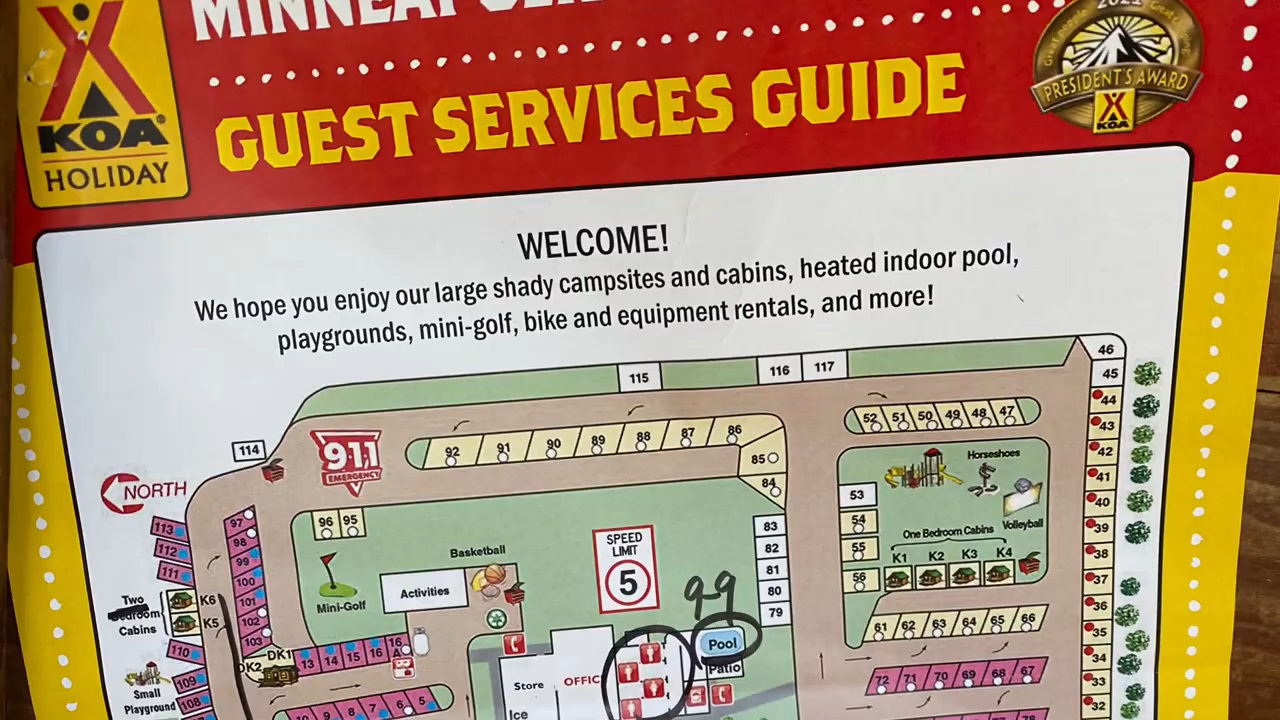 GUEST SERVICES GUIDE
KOA
HOLIDAY
2021
PRESIDENT'S AWARD
KOA
WELCOME!
We hope you enjoy our large shady campsites and cabins, heated indoor pool,
playgrounds, mini-golf, bike and equipment rentals, and more!
46
45
44
43
42
41
40
39
38
37
36
35
34
33
32
115
116
117
114
911
EMERGENCY
NORTH
92
91
90
89
88
87
86
85
84
83
82
81
80
79
52
51
50
49
48
47
53
54
55
56
Horseshoes
Volleyball
One Bedroom Cabins
K1
K2
K3
K4
61
62
63
64
65
66
72
71
70
69
68
67
96
95
Mini-Golf
Basketball
Activities
SPEED
LIMIT
5
99
Pool
Patio
Store
OFFIC
Ice
113
112
111
110
109
108
97
98
99
100
101
102
103
Two
Bedroom
Cabins
K6
K5
DK1
DK2
13
14
15
16
16
A
Small
Playground
10
9
8
7
6
5